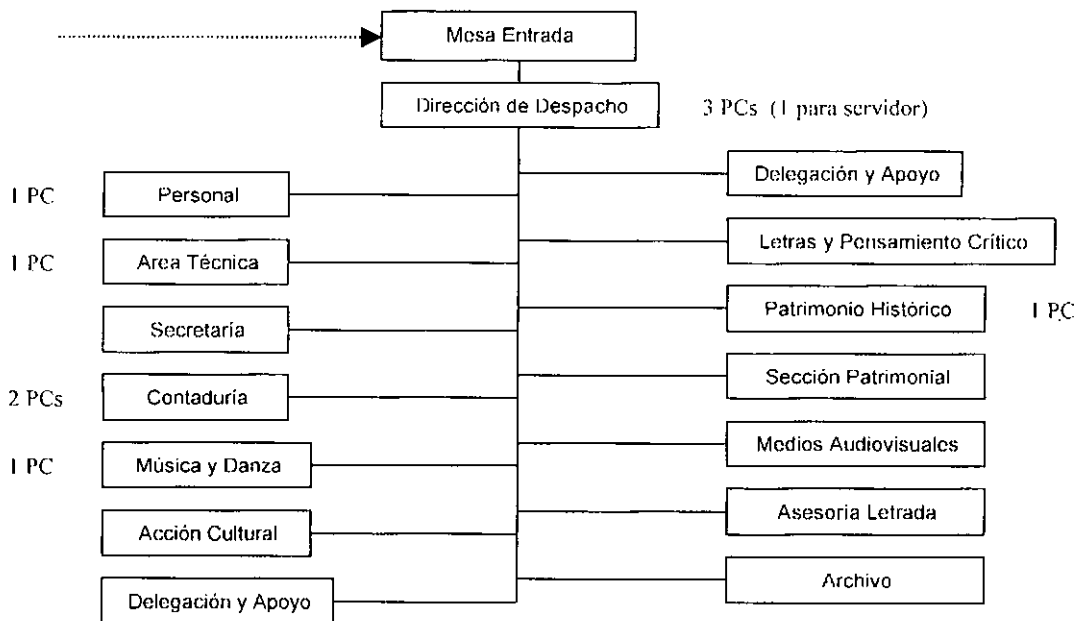 Mesa Entrada
Dirección de Despacho
3 PCs (1 para servidor)
Delegación y Apoyo
1 PC
Personal
Letras y Pensamiento Crítico
1 PC
Area Técnica
Patrimonio Histórico
1 PC
Secretaría
Sección Patrimonial
2 PCs
Contaduría
Medios Audiovisuales
1 PC
Música y Danza
Asesoria Letrada
Acción Cultural
Archivo
Delegación y Apoyo